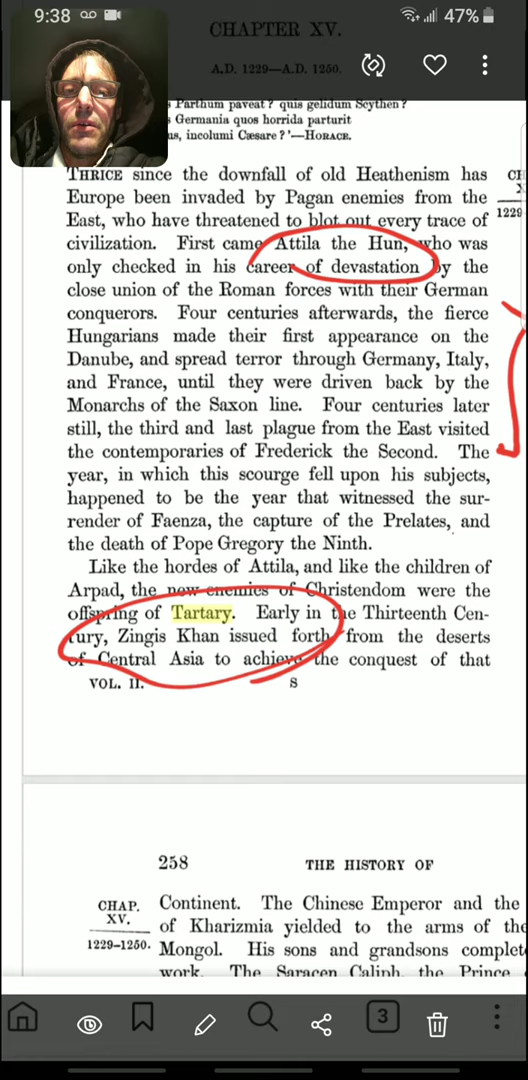 9:38
47%
CHAPTER XV.
A.D. 1229—A.D. 1250.
Parthum paveat? quis gelidum Scythen?
Germania quos horrida parturit
us, incolumi Cæsare?'—HORACE.
THRICE since the downfall of old Heathenism has
Europe been invaded by Pagan enemies from the
East, who have threatened to blot out every trace of
1229
civilization. First came Attila the Hun, who was
only checked in his career of devastation by the
close union of the Roman forces with their German
conquerors. Four centuries afterwards, the fierce
Hungarians made their first appearance on the
Danube, and spread terror through Germany, Italy,
and France, until they were driven back by the
Monarchs of the Saxon line. Four centuries later
still, the third and last plague from the East visited
the contemporaries of Frederick the Second. The
year, in which this scourge fell upon his subjects,
happened to be the year that witnessed the sur-
render of Faenza, the capture of the Prelates, and
the death of Pope Gregory the Ninth.
Like the hordes of Attila, and like the children of
Arpad, the new enemies of Christendom were the
offspring of Tartary. Early in the Thirteenth Cen-
tury, Zingis Khan issued forth from the deserts
of Central Asia to achieve the conquest of that
VOL. II. S
258 THE HISTORY OF
CHAP.
XV.
1229-1250.
Continent. The Chinese Emperor and the
of Kharizmia yielded to the arms of the
Mongol. His sons and grandsons complet
work. The Saracen Caliph, the Prince
3